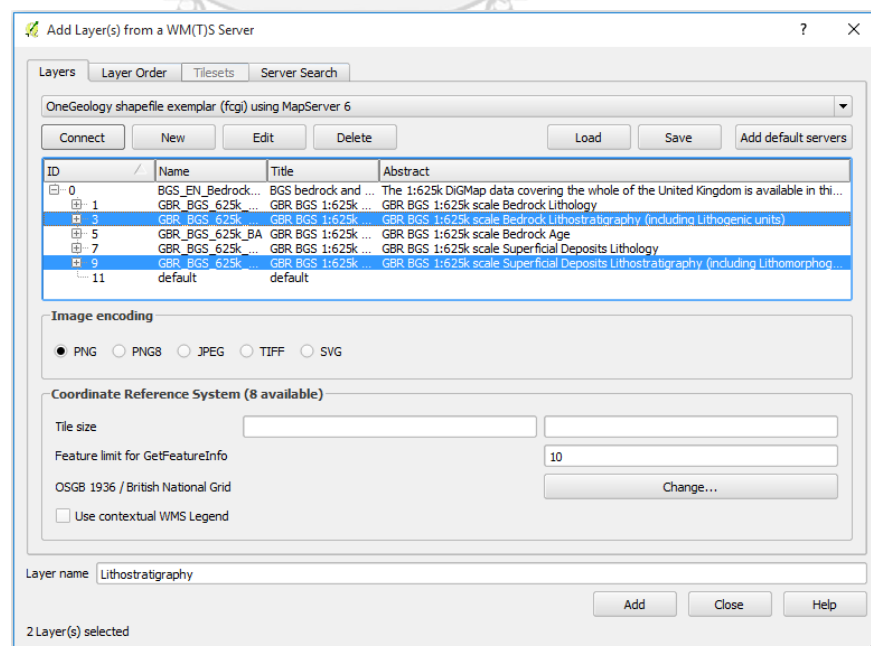 Add Layer(s) from a WM(T)S Server ? X
Layers Layer Order Tilesets Server Search
OneGeology shapefile exemplar (fcgi) using MapServer 6
Connect New Edit Delete Load Save Add default servers
ID Name Title Abstract
0 BGS_EN_Bedrock... BGS bedrock and ... The 1:625k DiGMap data covering the whole of the United Kingdom is available in thi...
1 GBR_BGS_625k_... GBR BGS 1:625k ... GBR BGS 1:625k scale Bedrock Lithology
3 GBR_BGS_625k_... GBR BGS 1:625k ... GBR BGS 1:625k scale Bedrock Lithostratigraphy (including Lithogenic units)
5 GBR_BGS_625k_BA GBR BGS 1:625k ... GBR BGS 1:625k scale Bedrock Age
7 GBR_BGS_625k_... GBR BGS 1:625k ... GBR BGS 1:625k scale Superficial Deposits Lithology
9 GBR_BGS_625k_... GBR BGS 1:625k ... GBR BGS 1:625k scale Superficial Deposits Lithostratigraphy (including Lithomorphog...
11 default default
Image encoding
PNG PNG8 JPEG TIFF SVG
Coordinate Reference System (8 available)
Tile size
Feature limit for GetFeatureInfo 10
OSGB 1936 / British National Grid Change...
Use contextual WMS Legend
Layer name Lithostratigraphy
Add Close Help
2 Layer(s) selected